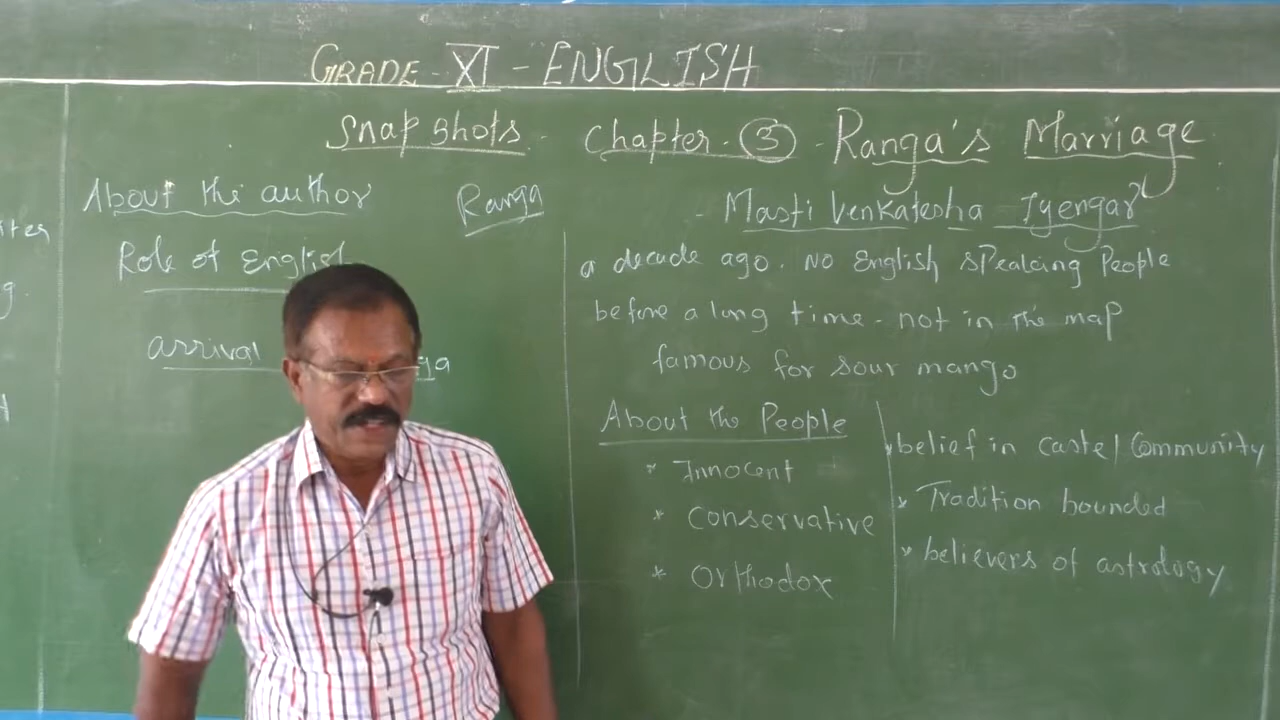 GRADE - XI - ENGLISH
Snapshots - Chapter - 3 - Ranga's Marriage
- Masti Venkatesha Iyengar
About the author
Ranga
Role of English
arrival
a decade ago. No English speaking People
before a long time - not in the map
famous for sour mango
About the People
* Innocent
* Conservative
* Orthodox
* belief in caste / Community
* Tradition bounded
* believers of astrology